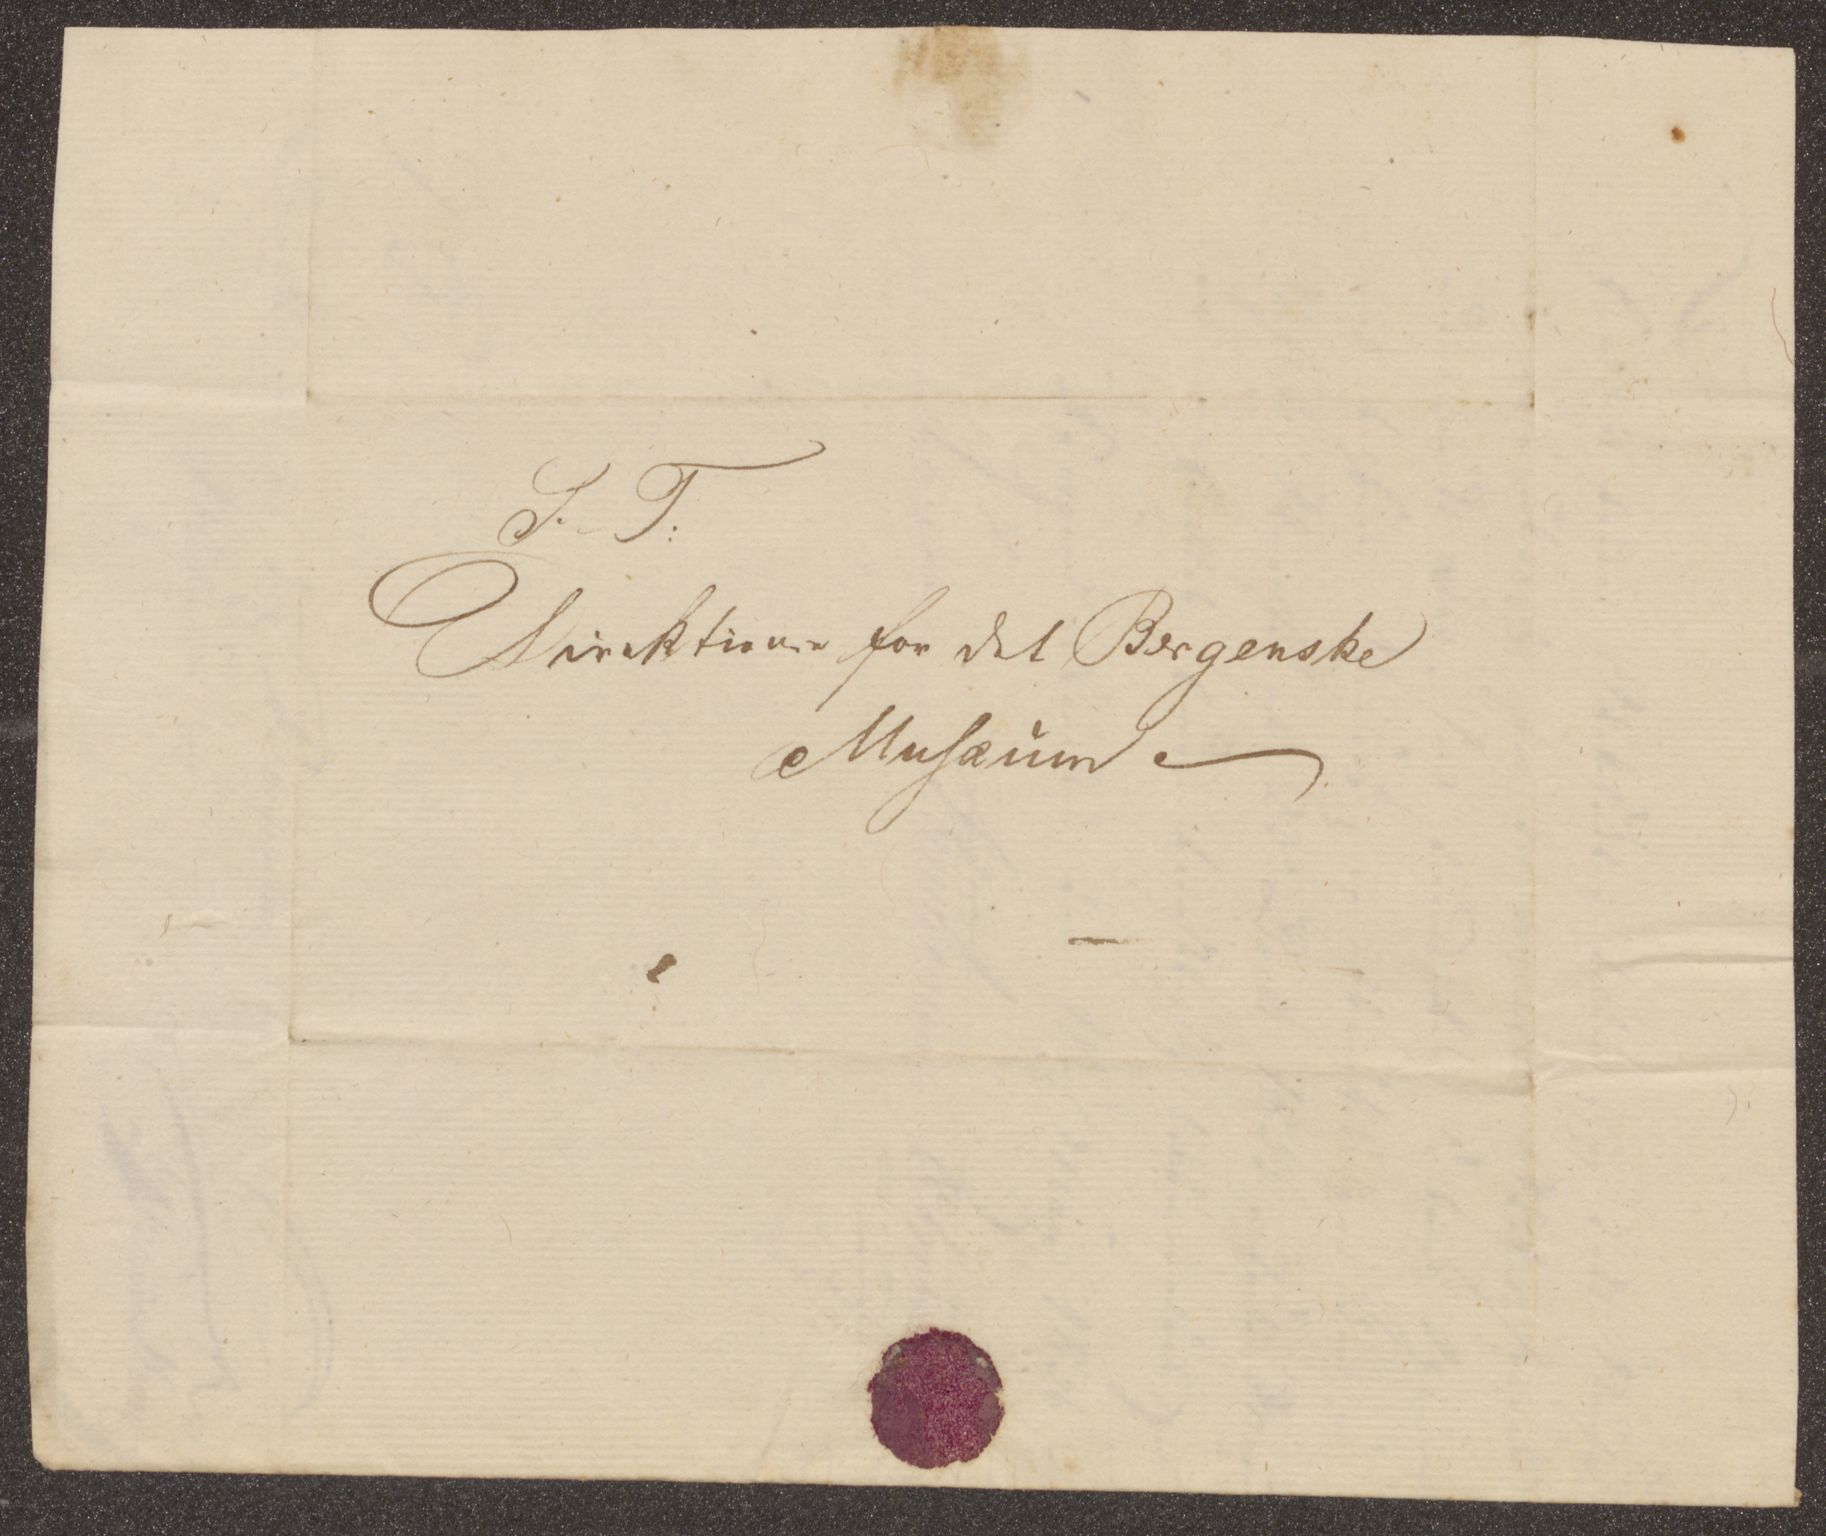 S. T.
Direktionen for det Bergenske
Musæum